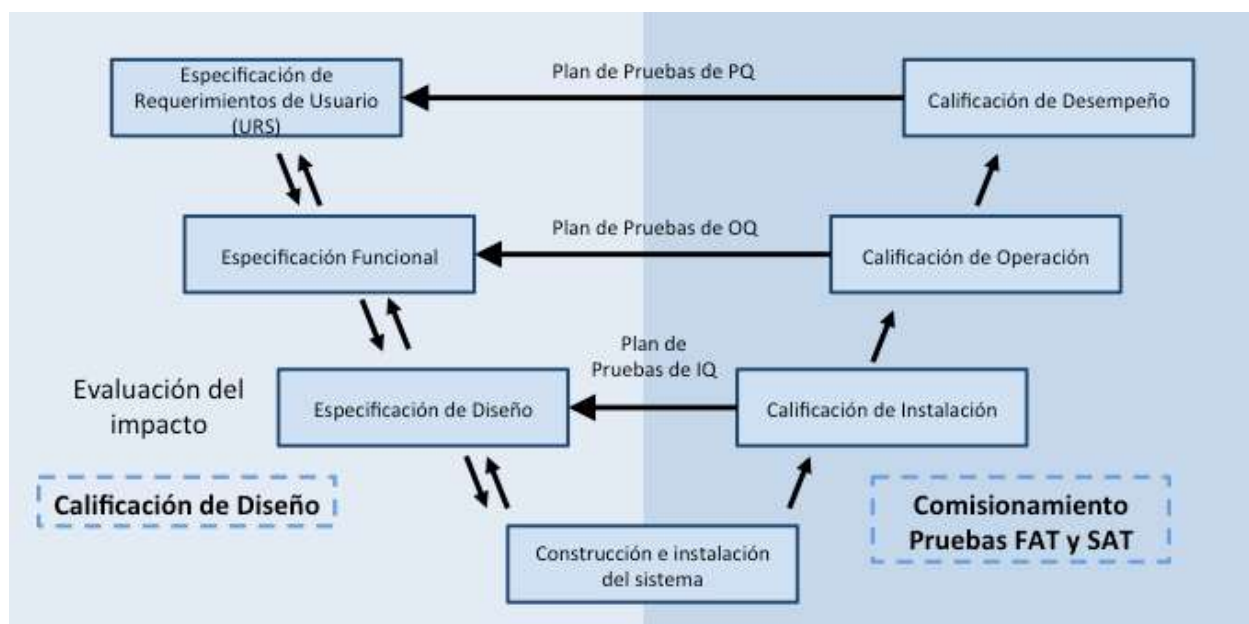 Especificación de
Requerimientos de Usuario
(URS)
Plan de Pruebas de PQ
Calificación de Desempeño
Especificación Funcional
Plan de Pruebas de OQ
Calificación de Operación
Evaluación del
impacto
Especificación de Diseño
Plan de
Pruebas de IQ
Calificación de Instalación
Calificación de Diseño
Construcción e instalación
del sistema
Comisionamiento
Pruebas FAT y SAT